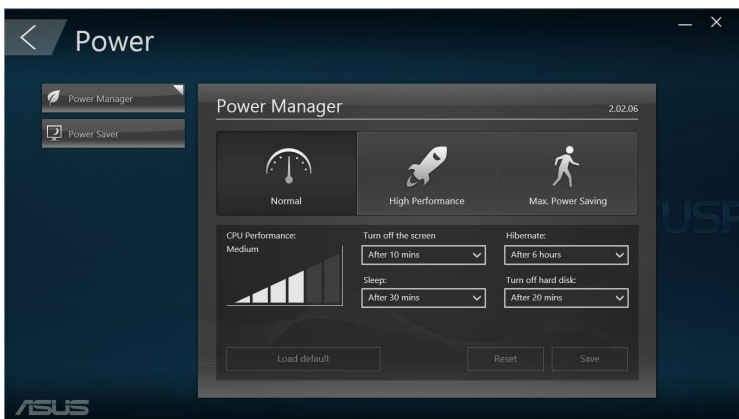 Power
Power Manager
Power Saver
Power Manager
2.02.06
Normal
High Performance
Max. Power Saving
CPU Performance:
Medium
Turn off the screen
After 10 mins
Hibernate:
After 6 hours
Sleep:
After 30 mins
Turn off hard disk:
After 20 mins
Load default
Reset
Save
ASUS